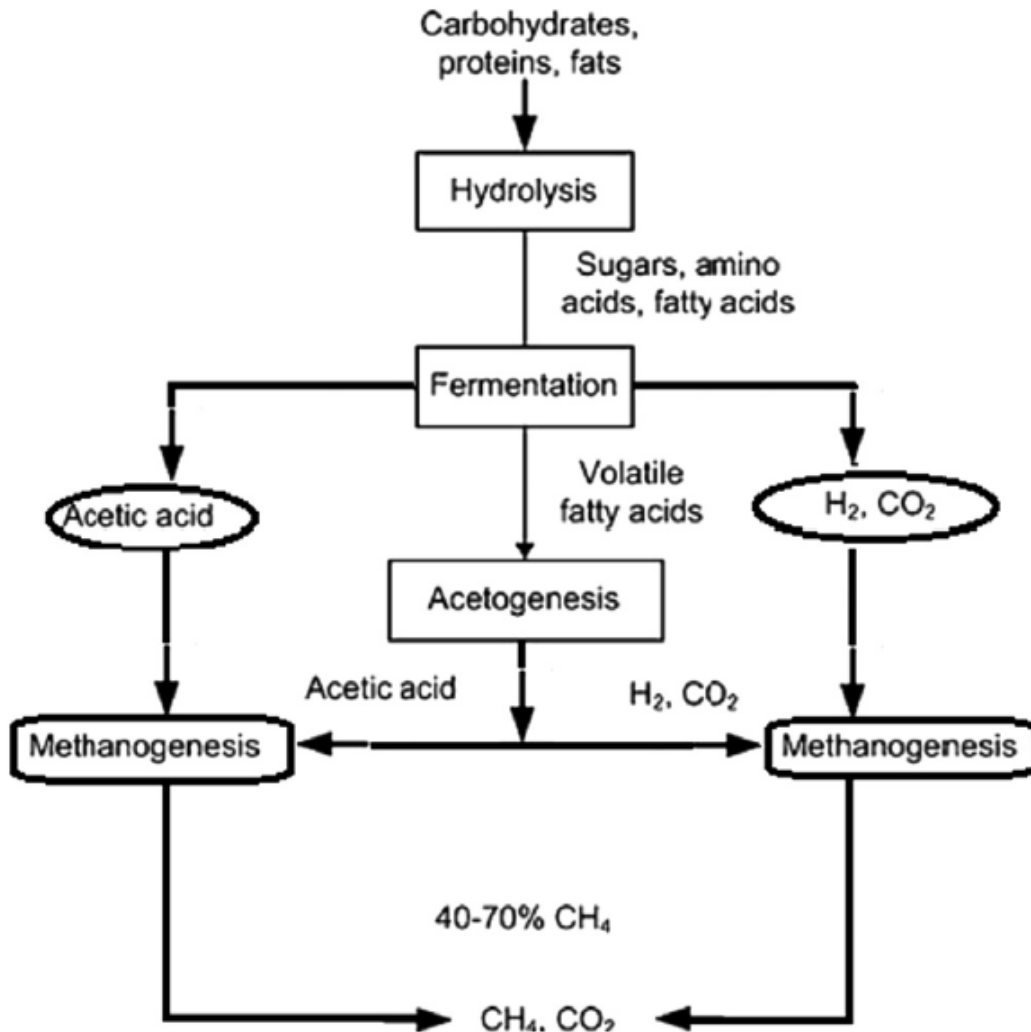 Carbohydrates,
proteins, fats
Hydrolysis
Sugars, amino
acids, fatty acids
Fermentation
Volatile
fatty acids
Acetic acid
H₂, CO₂
Acetogenesis
Acetic acid
H₂, CO₂
Methanogenesis
Methanogenesis
40-70% CH₄
CH₄, CO₂